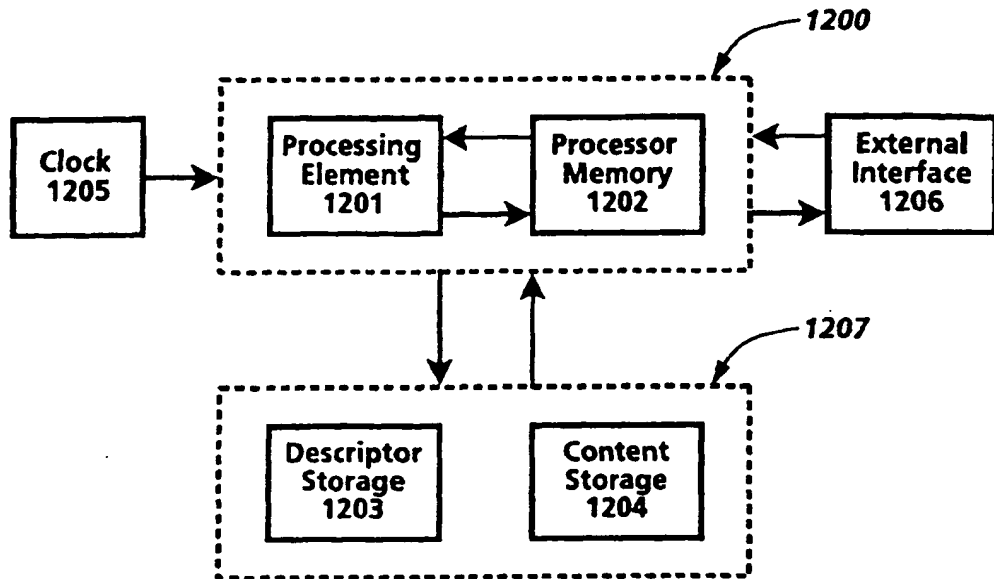 1200
Clock
1205
Processing
Element
1201
Processor
Memory
1202
External
Interface
1206
1207
Descriptor
Storage
1203
Content
Storage
1204